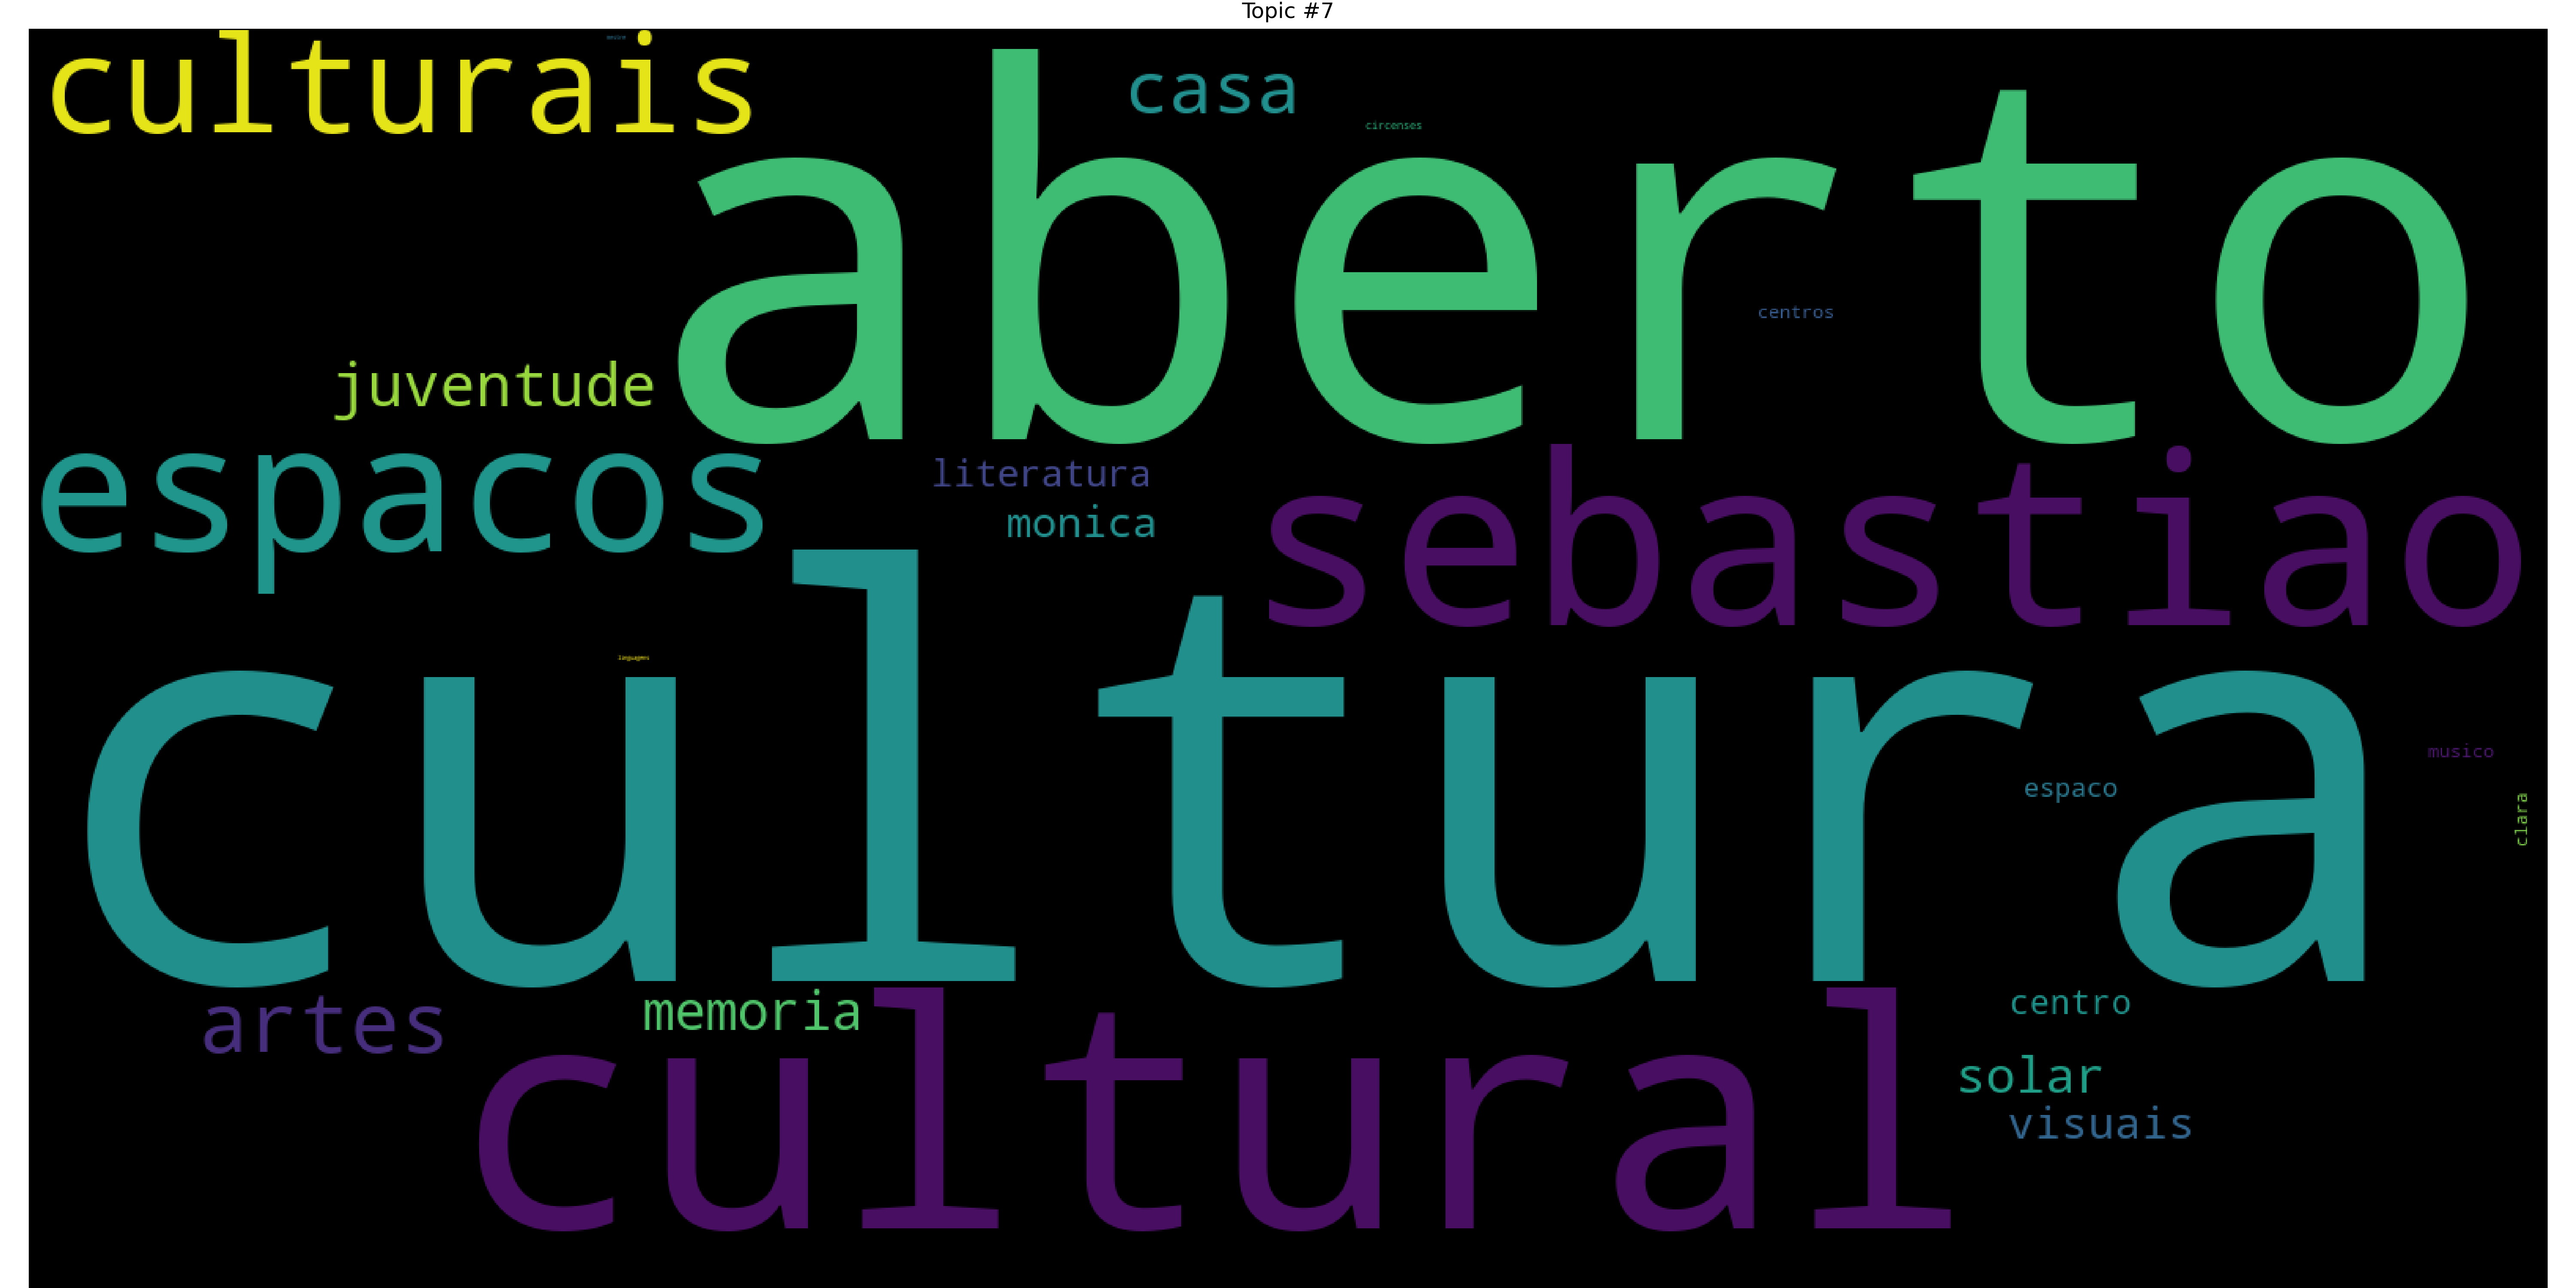 Topic #7
culturais
casa
circenses
aberto
centros
juventude
espacos
literatura
monica
sebastiao
linguagens
cultura
musico
espaco
clara
artes
memoria
centro
cultural
solar
visuais